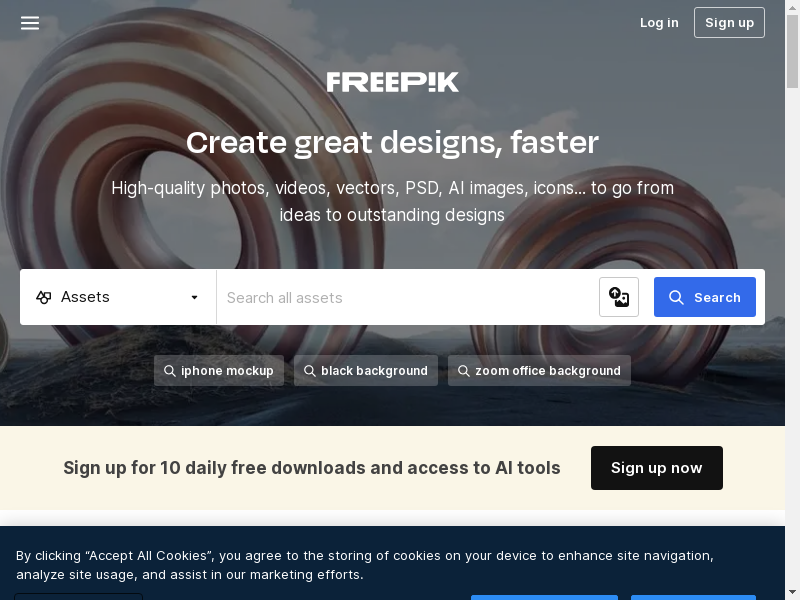 Log in
Sign up
FREEPIK
Create great designs, faster
High-quality photos, videos, vectors, PSD, AI images, icons... to go from
ideas to outstanding designs
Assets
Search all assets
Search
iphone mockup
black background
zoom office background
Sign up for 10 daily free downloads and access to AI tools
Sign up now
By clicking “Accept All Cookies”, you agree to the storing of cookies on your device to enhance site navigation,
analyze site usage, and assist in our marketing efforts.